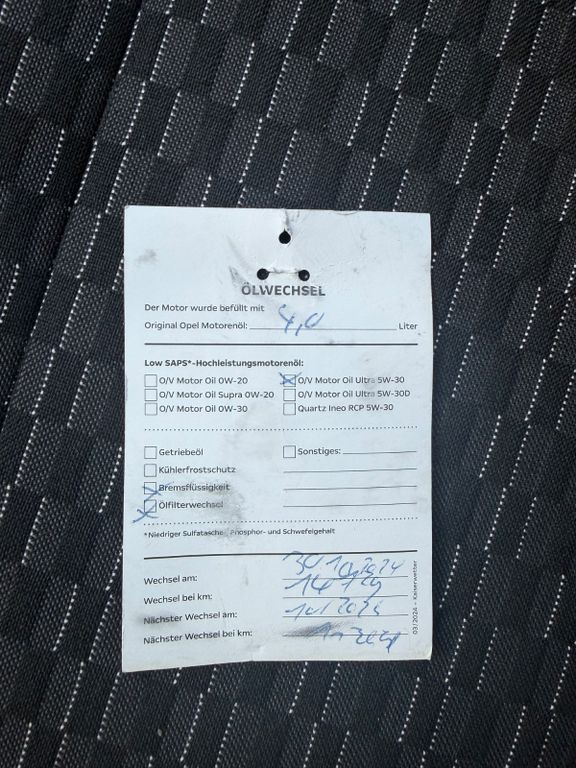 ÖLWECHSEL
Der Motor wurde befüllt mit
Original Opel Motorenöl: 4,0 Liter
Low SAPS*-Hochleistungsmotorenöl:
O/V Motor Oil 0W-20
O/V Motor Oil Ultra 5W-30
O/V Motor Oil Supra 0W-20
O/V Motor Oil Ultra 5W-30D
O/V Motor Oil 0W-30
Quartz Ineo RCP 5W-30
Getriebeöl
Sonstiges:
Kühlerfrostschutz
Bremsflüssigkeit
Ölfilterwechsel
*Niedriger Sulfatasche-, Phosphor- und Schwefelgehalt
Wechsel am:
Wechsel bei km:
Nächster Wechsel am:
Nächster Wechsel bei km:
03/2024 – Kaiserwetter